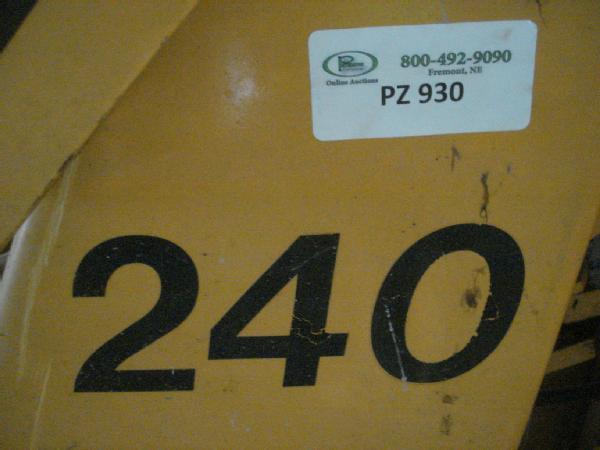 800-492-9090
Fremont, NE
Online Auctions
PZ 930
240